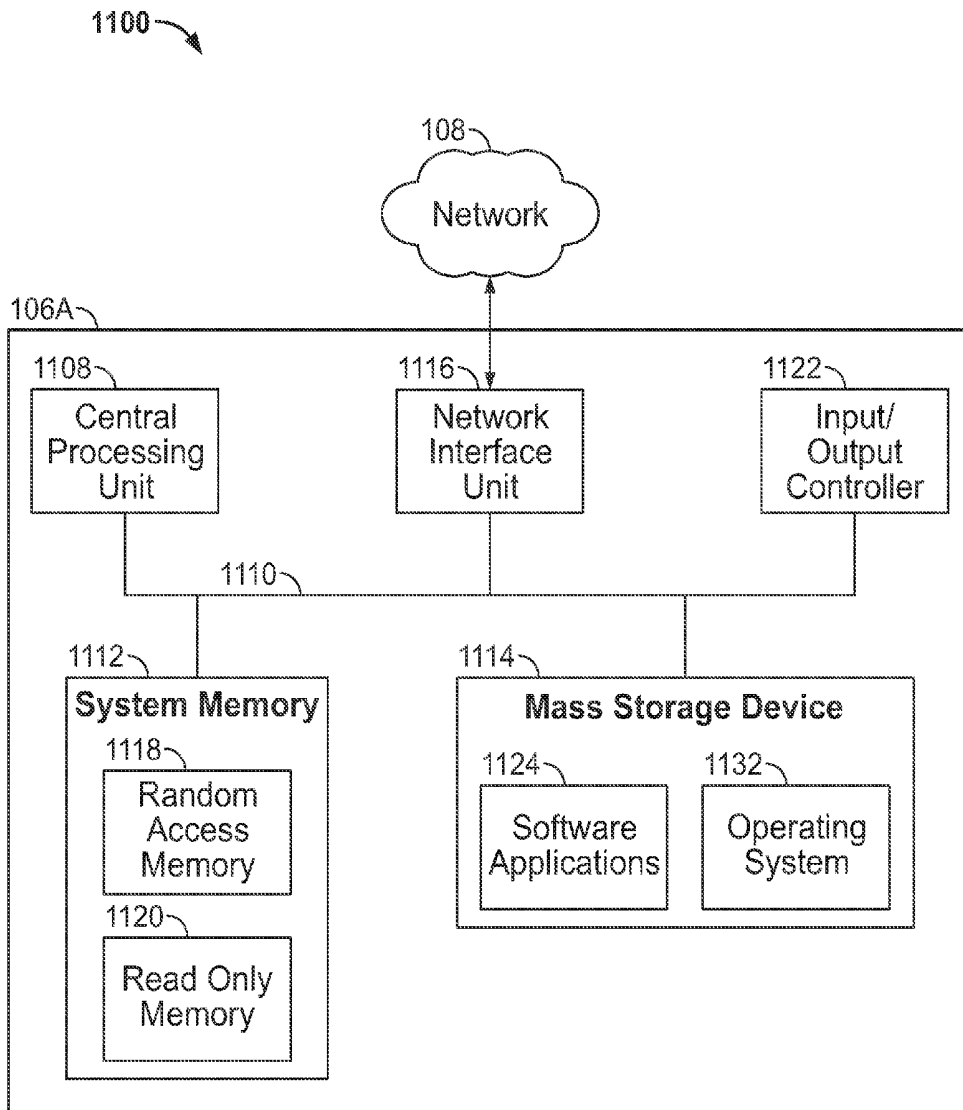 1100
108
Network
106A
1108
Central
Processing
Unit
1116
Network
Interface
Unit
1122
Input/
Output
Controller
1110
1112
System Memory
1118
Random
Access
Memory
1120
Read Only
Memory
1114
Mass Storage Device
1124
Software
Applications
1132
Operating
System